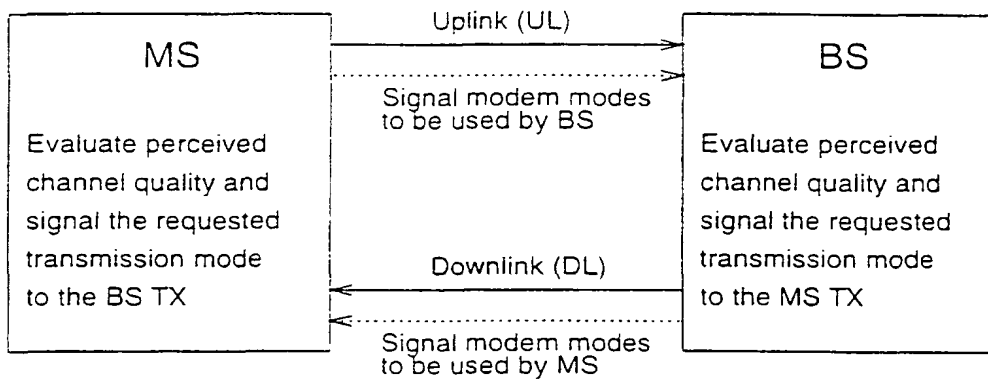 MS
Evaluate perceived
channel quality and
signal the requested
transmission mode
to the BS TX
Uplink (UL)
Signal modem modes
to be used by BS
Downlink (DL)
Signal modem modes
to be used by MS
BS
Evaluate perceived
channel quality and
signal the requested
transmission mode
to the MS TX